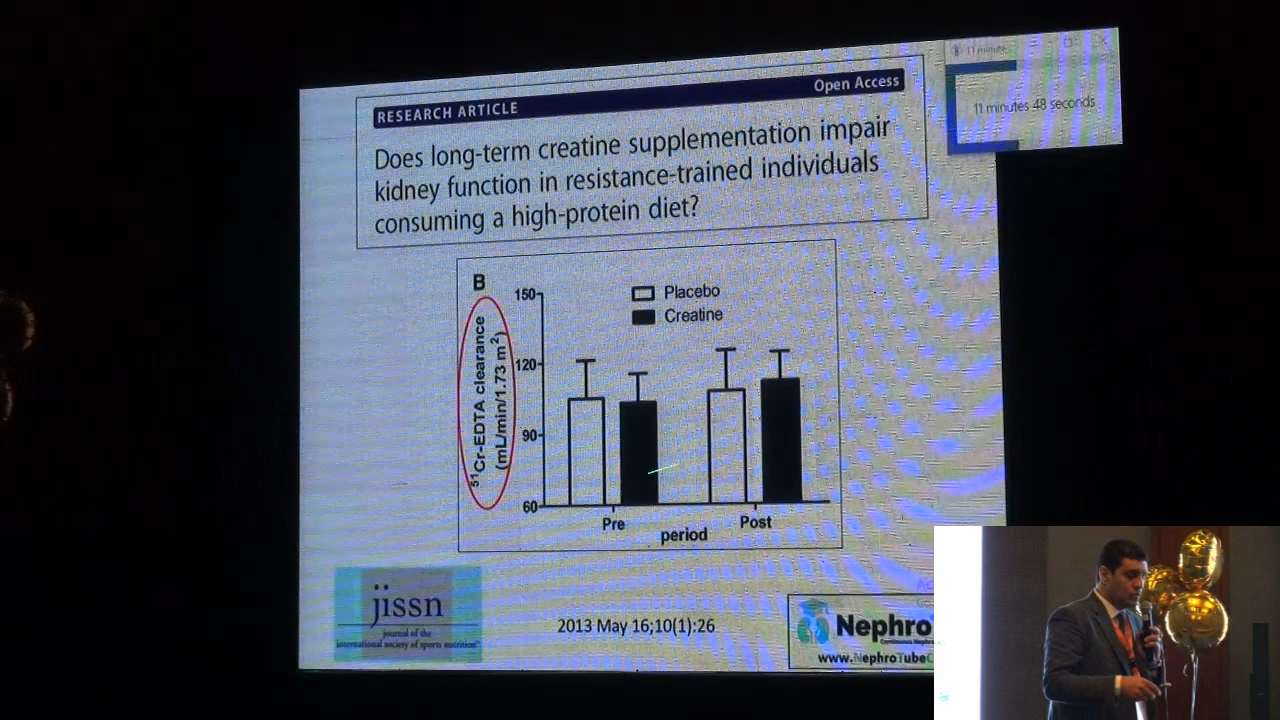 11 minute
11 minutes 48 seconds
RESEARCH ARTICLE
Open Access
Does long-term creatine supplementation impair
kidney function in resistance-trained individuals
consuming a high-protein diet?
B
51Cr-EDTA clearance
(mL/min/1.73 m2)
150
120
90
60
Placebo
Creatine
Pre
Post
period
jissn
journal of the
international society of sports nutrition
2013 May 16;10(1):26
Nephro
www.NephroTube